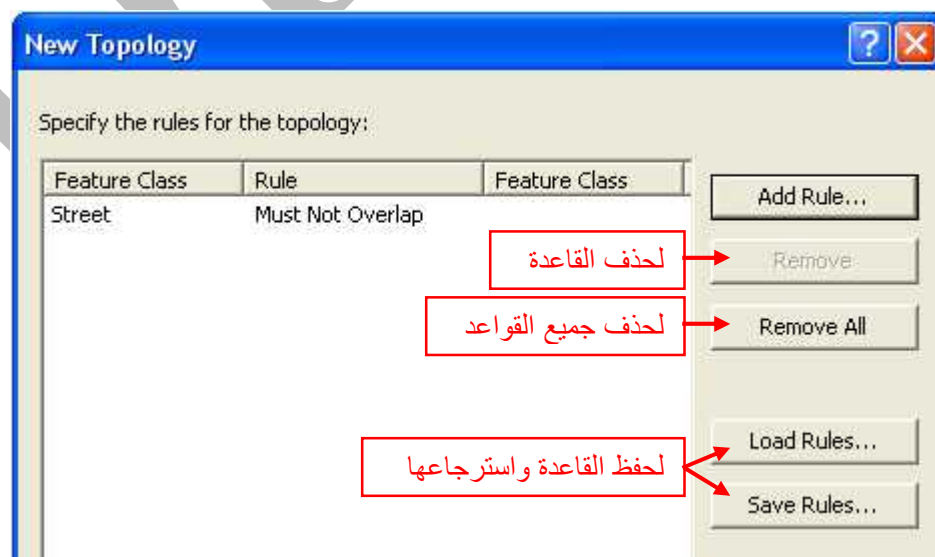 New Topology
Specify the rules for the topology:
Feature Class Rule Feature Class
Street Must Not Overlap
Add Rule...
لحذف القاعدة
Remove
لحذف جميع القواعد
Remove All
Load Rules...
لحفظ القاعدة واسترجاعها
Save Rules...